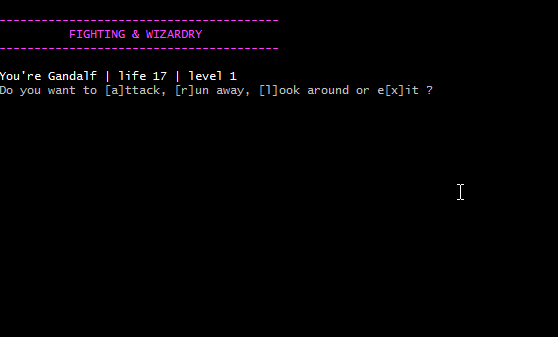 ----------------------------------------
FIGHTING & WIZARDRY
----------------------------------------
You're Gandalf | life 17 | level 1
Do you want to [a]ttack, [r]un away, [l]ook around or e[x]it ?